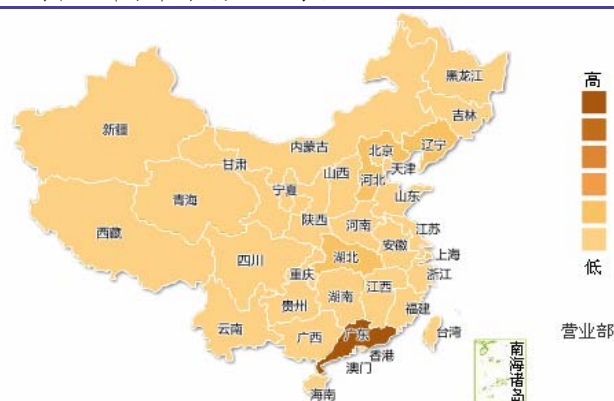 黑龙江
吉林
辽宁
新疆
内蒙古
北京
天津
甘肃
宁夏
山西
河北
山东
青海
陕西
河南
江苏
西藏
安徽
上海
四川
湖北
重庆
浙江
湖南
江西
贵州
福建
云南
广西
广东
台湾
香港
澳门
海南
高
低
营业部
南海诸岛